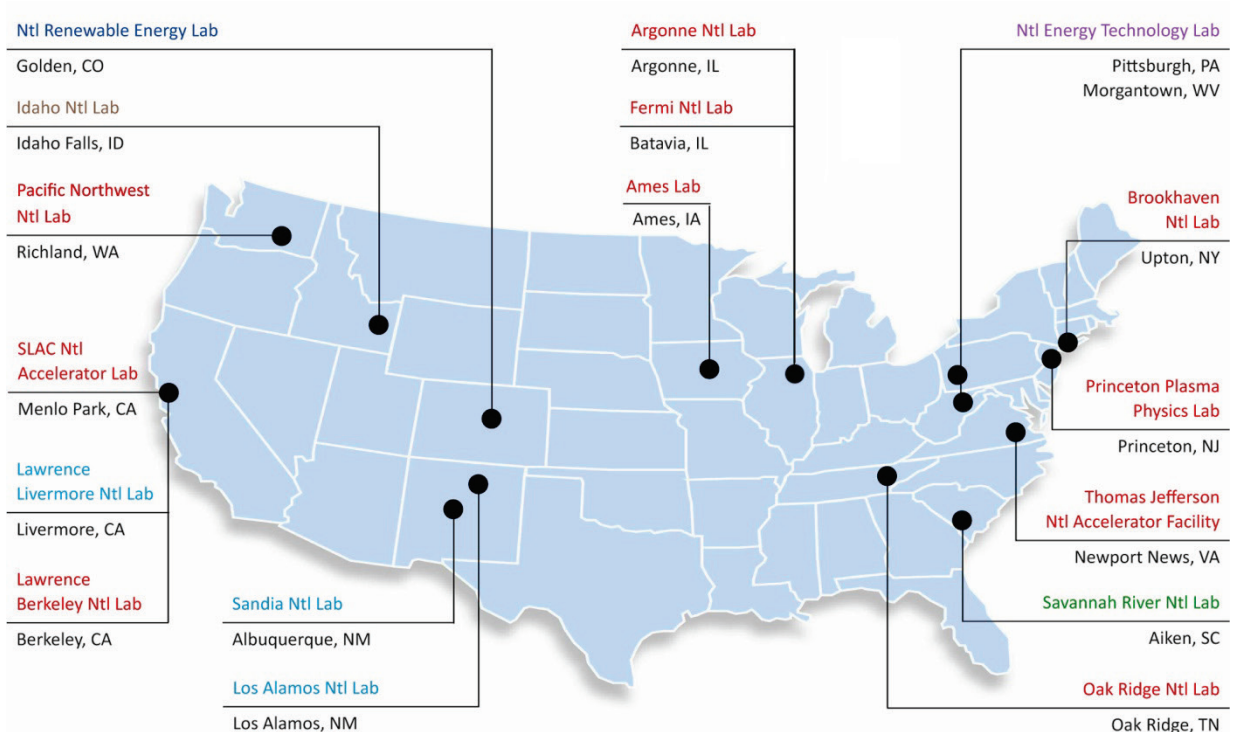 Ntl Renewable Energy Lab
Golden, CO
Idaho Ntl Lab
Idaho Falls, ID
Pacific Northwest
Ntl Lab
Richland, WA
SLAC Ntl
Accelerator Lab
Menlo Park, CA
Lawrence
Livermore Ntl Lab
Livermore, CA
Lawrence
Berkeley Ntl Lab
Berkeley, CA
Sandia Ntl Lab
Albuquerque, NM
Los Alamos Ntl Lab
Los Alamos, NM
Argonne Ntl Lab
Argonne, IL
Fermi Ntl Lab
Batavia, IL
Ames Lab
Ames, IA
Ntl Energy Technology Lab
Pittsburgh, PA
Morgantown, WV
Brookhaven
Ntl Lab
Upton, NY
Princeton Plasma
Physics Lab
Princeton, NJ
Thomas Jefferson
Ntl Accelerator Facility
Newport News, VA
Savannah River Ntl Lab
Aiken, SC
Oak Ridge Ntl Lab
Oak Ridge, TN